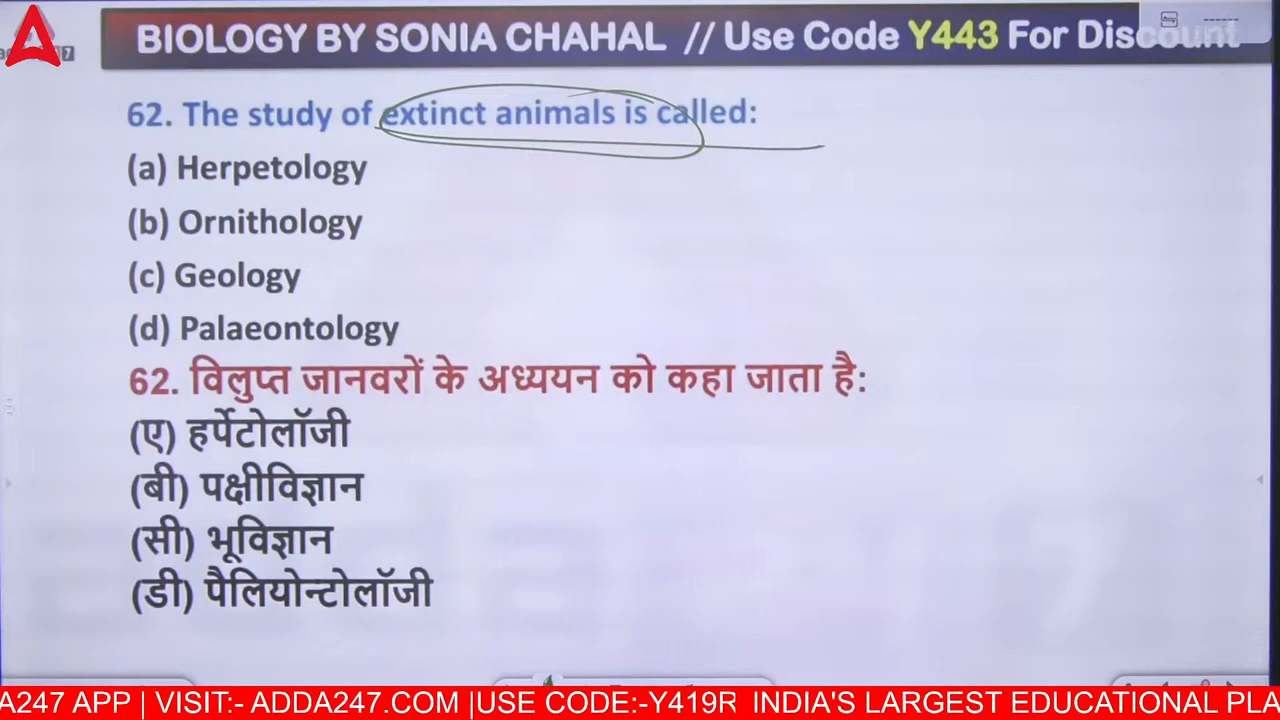 BIOLOGY BY SONIA CHAHAL // Use Code Y443 For Discount
62. The study of extinct animals is called:
(a) Herpetology
(b) Ornithology
(c) Geology
(d) Palaeontology
62. विलुप्त जानवरों के अध्ययन को कहा जाता है:
(ए) हर्पेटोलॉजी
(बी) पक्षीविज्ञान
(सी) भूविज्ञान
(डी) पैलियोन्टोलॉजी
A247 APP | VISIT:- ADDA247.COM |USE CODE:-Y419R INDIA'S LARGEST EDUCATIONAL PLA